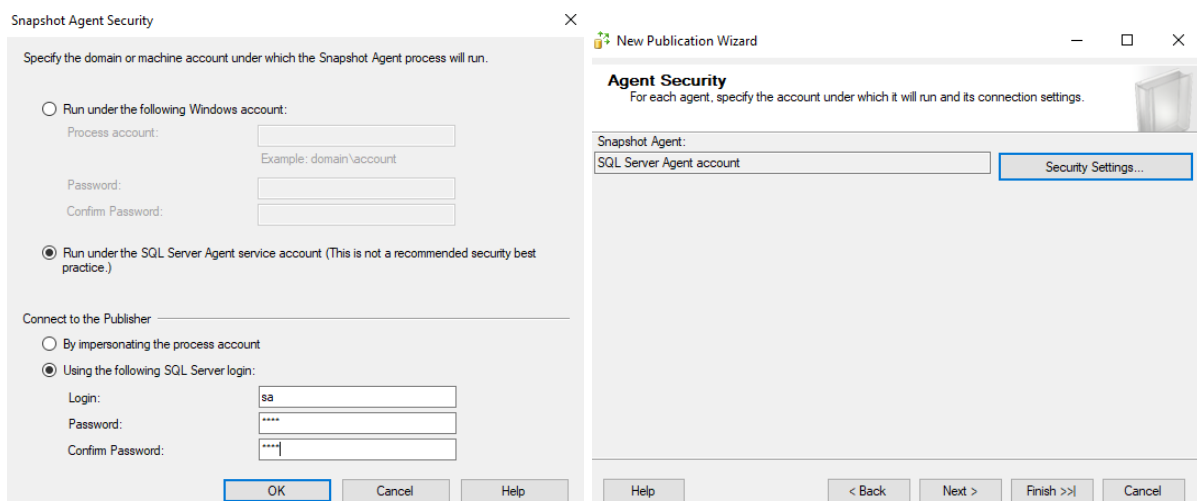 Snapshot Agent Security
Specify the domain or machine account under which the Snapshot Agent process will run.
Run under the following Windows account:
Process account:
Example: domain\account
Password:
Confirm Password:
Run under the SQL Server Agent service account (This is not a recommended security best
practice.)
Connect to the Publisher
By impersonating the process account
Using the following SQL Server login:
Login:
sa
Password:
****
Confirm Password:
****
OK
Cancel
Help
New Publication Wizard
Agent Security
For each agent, specify the account under which it will run and its connection settings.
Snapshot Agent:
SQL Server Agent account
Security Settings...
Help
< Back
Next >
Finish >>|
Cancel